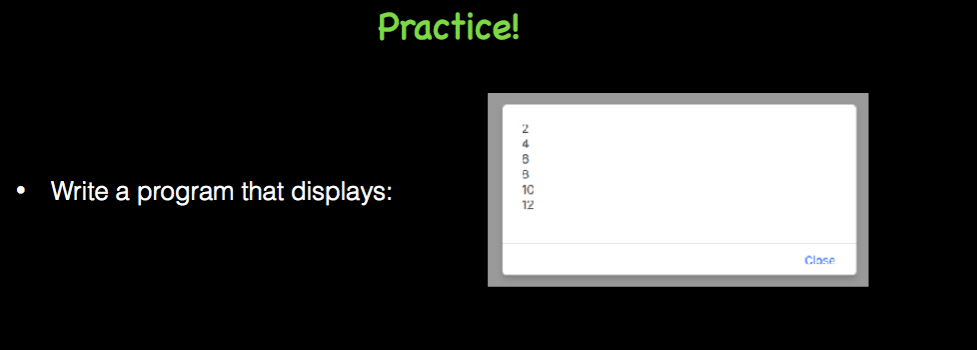 Practice!
• Write a program that displays:
2
4
6
8
10
12
Close